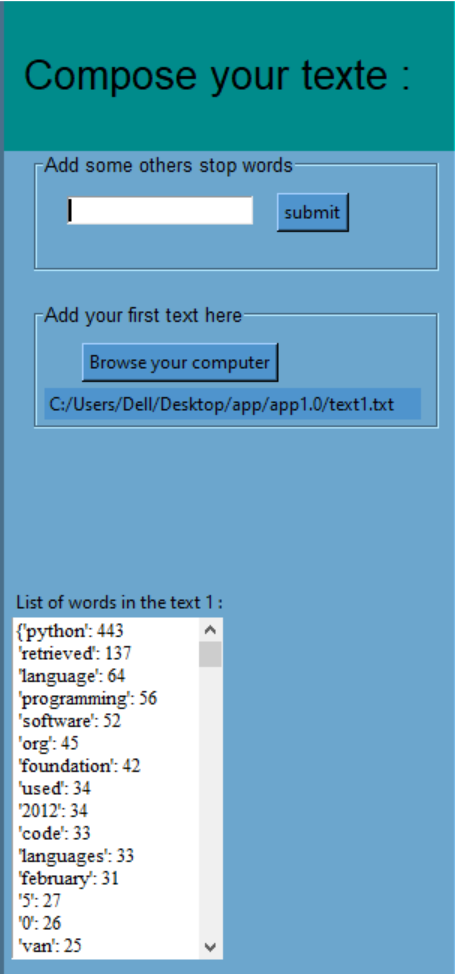 Compose your texte :
Add some others stop words
submit
Add your first text here
Browse your computer
C:/Users/Dell/Desktop/app/app1.0/text1.txt
List of words in the text 1 :
{'python': 443
'retrieved': 137
'language': 64
'programming': 56
'software': 52
'org': 45
'foundation': 42
'used': 34
'2012': 34
'code': 33
'languages': 33
'february': 31
'5': 27
'0': 26
'van': 25